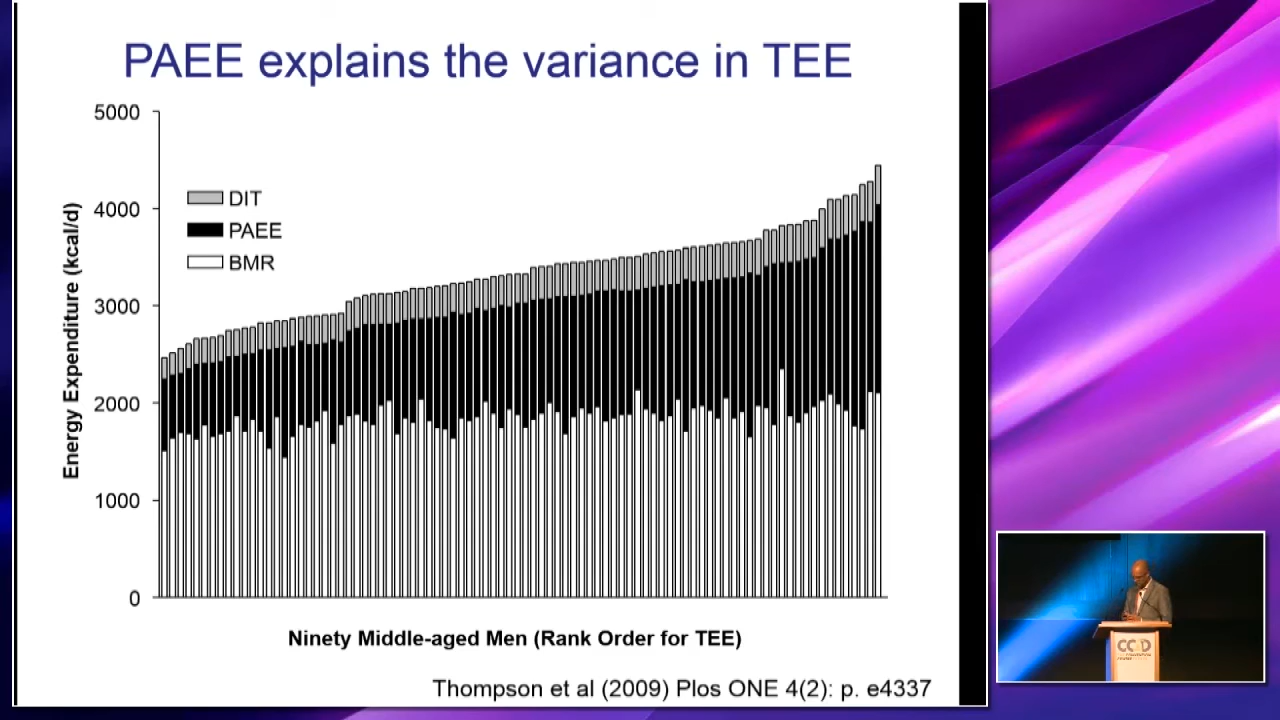 PAEE explains the variance in TEE
5000
4000
3000
2000
1000
0
Energy Expenditure (kcal/d)
DIT
PAEE
BMR
Ninety Middle-aged Men (Rank Order for TEE)
Thompson et al (2009) Plos ONE 4(2): p. e4337